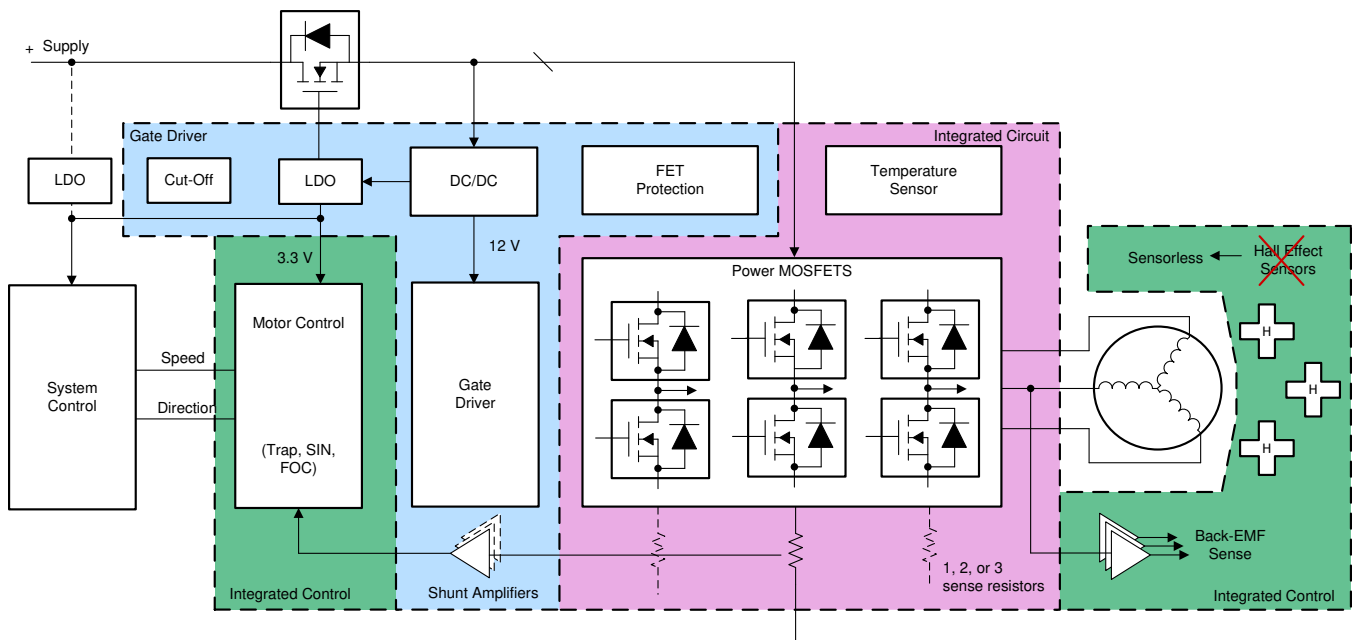 + Supply
Gate Driver
Integrated Circuit
LDO
Cut-Off
LDO
DC/DC
FET
Protection
Temperature
Sensor
3.3 V
12 V
Power MOSFETS
Sensorless
Hall Effect
Sensors
System
Control
Speed
Direction
Motor Control
(Trap, SIN,
FOC)
Gate
Driver
H
H
H
Back-EMF
Sense
1, 2, or 3
sense resistors
Integrated Control
Shunt Amplifiers
Integrated Control